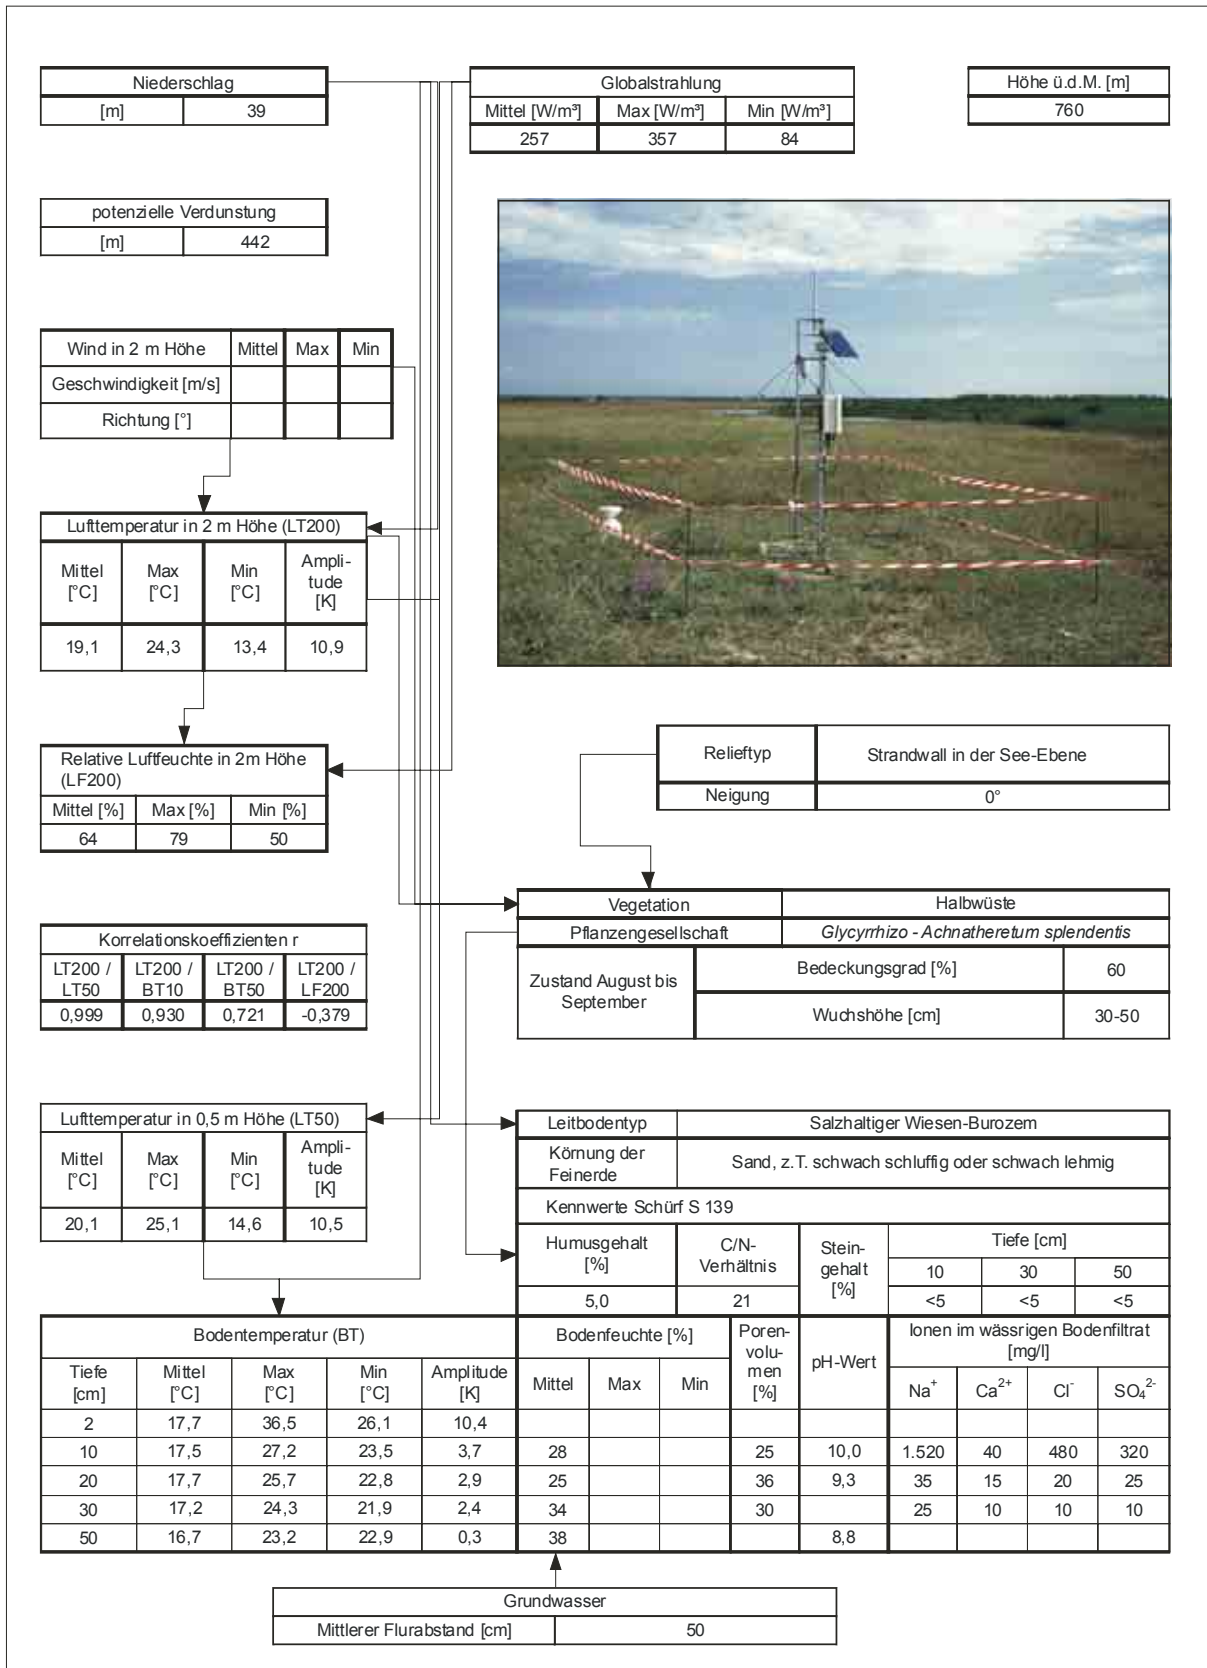 Niederschlag
[m] 39
Globalstrahlung
Mittel [W/m³] Max [W/m³] Min [W/m³]
257 357 84
Höhe ü.d.M. [m]
760
potenzielle Verdunstung
[m] 442
Wind in 2 m Höhe Mittel Max Min
Geschwindigkeit [m/s]
Richtung [°]
Lufttemperatur in 2 m Höhe (LT200)
Mittel [°C] Max [°C] Min [°C] Ampli-
tude [K]
19,1 24,3 13,4 10,9
Relative Luftfeuchte in 2m Höhe
(LF200)
Mittel [%] Max [%] Min [%]
64 79 50
Relieftyp Strandwall in der See-Ebene
Neigung 0°
Korrelationskoeffizienten r
LT200 / LT200 / LT200 / LT200 /
LT50 BT10 BT50 LF200
0,999 0,930 0,721 -0,379
Vegetation Halbwüste
Pflanzengesellschaft Glycyrrhizo - Achnatheretum splendentis
Zustand August bis
September
Bedeckungsgrad [%] 60
Wuchshöhe [cm] 30-50
Lufttemperatur in 0,5 m Höhe (LT50)
Mittel [°C] Max [°C] Min [°C] Ampli-
tude [K]
20,1 25,1 14,6 10,5
Leitbodentyp Salzhaltiger Wiesen-Burozem
Körnung der
Feinerde
Sand, z.T. schwach schluffig oder schwach lehmig
Kennwerte Schürf S 139
Humusgehalt
[%]
C/N-
Verhältnis
Stein-
gehalt
[%]
Tiefe [cm]
10 30 50
5,0 21 <5 <5 <5
Bodentemperatur (BT)
Tiefe [cm] Mittel [°C] Max [°C] Min [°C] Amplitude [K]
Bodenfeuchte [%]
Mittel Max Min
Poren-
volu-
men
[%]
pH-Wert
Ionen im wässrigen Bodenfiltrat
[mg/l]
Na⁺ Ca²⁺ Cl⁻ SO₄²⁻
2 17,7 36,5 26,1 10,4
10 17,5 27,2 23,5 3,7 28 25 10,0 1.520 40 480 320
20 17,7 25,7 22,8 2,9 25 36 9,3 35 15 20 25
30 17,2 24,3 21,9 2,4 34 30 25 10 10 10
50 16,7 23,2 22,9 0,3 38 8,8
Grundwasser
Mittlerer Flurabstand [cm] 50